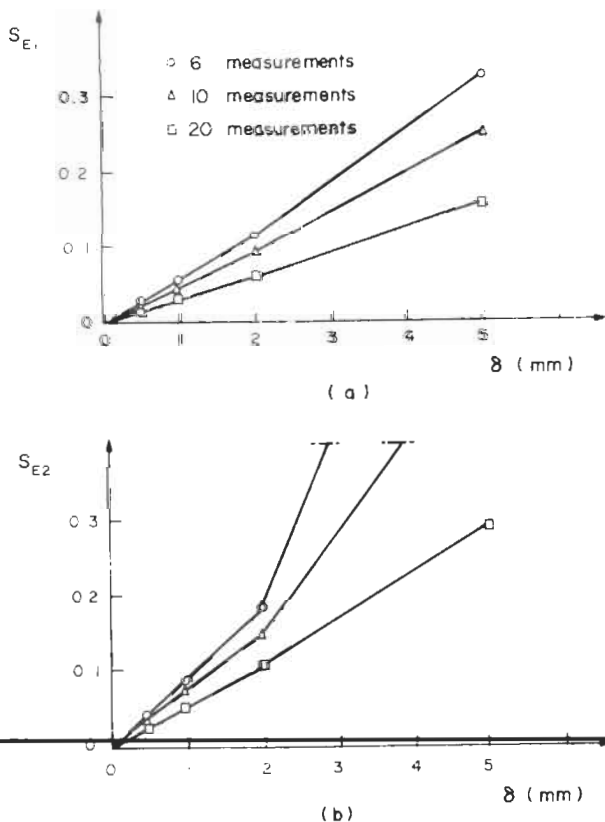 S_E1
○ 6 measurements
△ 10 measurements
□ 20 measurements
0.3
0.2
0.1
0
0 1 2 3 4 5
δ (mm)
(a)
S_E2
0.3
0.2
0.1
0
0 1 2 3 4 5
δ (mm)
(b)